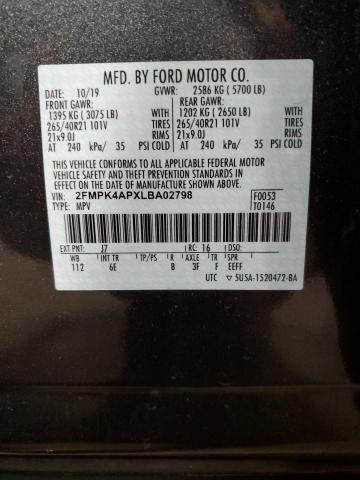 MFD. BY FORD MOTOR CO.
DATE: 10/19 GVWR: 2586 KG ( 5700 LB)
FRONT GAWR: REAR GAWR:
1395 KG ( 3075 LB) 1202 KG ( 2650 LB)
265/40R21 101V TIRES 265/40R21 101V TIRES
21x9.0J RIMS 21x9.0J RIMS
AT 240 kPa/ 35 PSI COLD AT 240 kPa/ 35 PSI COLD
THIS VEHICLE CONFORMS TO ALL APPLICABLE FEDERAL MOTOR
VEHICLE SAFETY AND THEFT PREVENTION STANDARDS IN EFFECT ON
THE DATE OF MANUFACTURE SHOWN ABOVE.
VIN: 2FMPK4APXLBA02798 F0053
TYPE: MPV T0146
EXT PNT: J7 RC: 16 DSO:
WB INT TR TP/PS R AXLE TR SPR
112 6E B 3F F EEFF
UTC 5U5A-1520472-BA